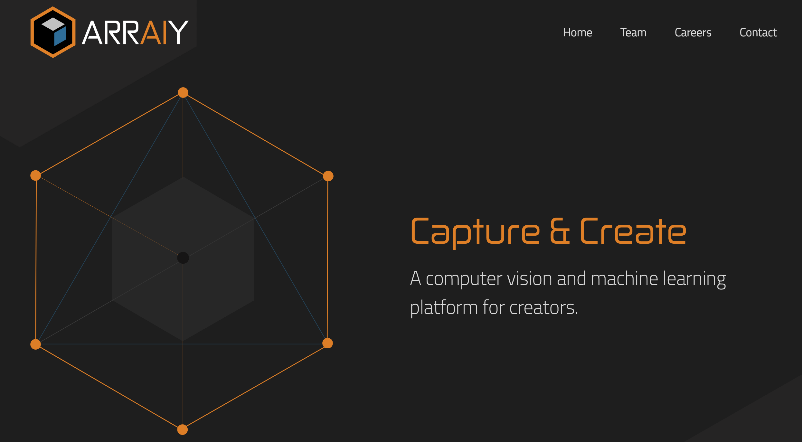 ARRAIY
Home Team Careers Contact
Capture & Create
A computer vision and machine learning
platform for creators.